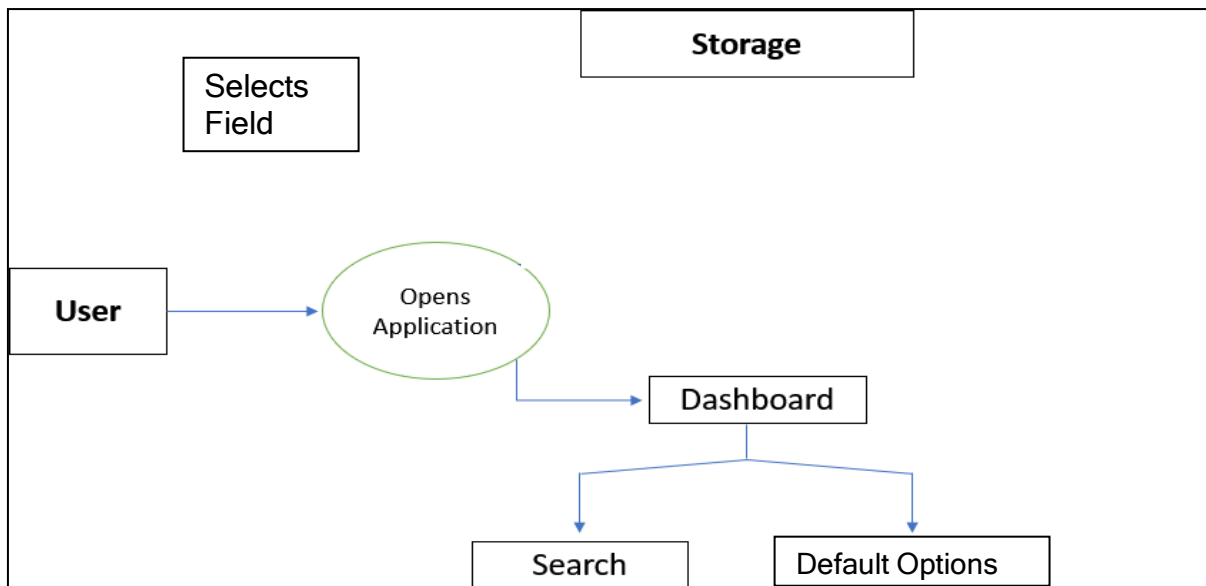 Storage
Selects
Field
User
Opens
Application
Dashboard
Search
Default Options